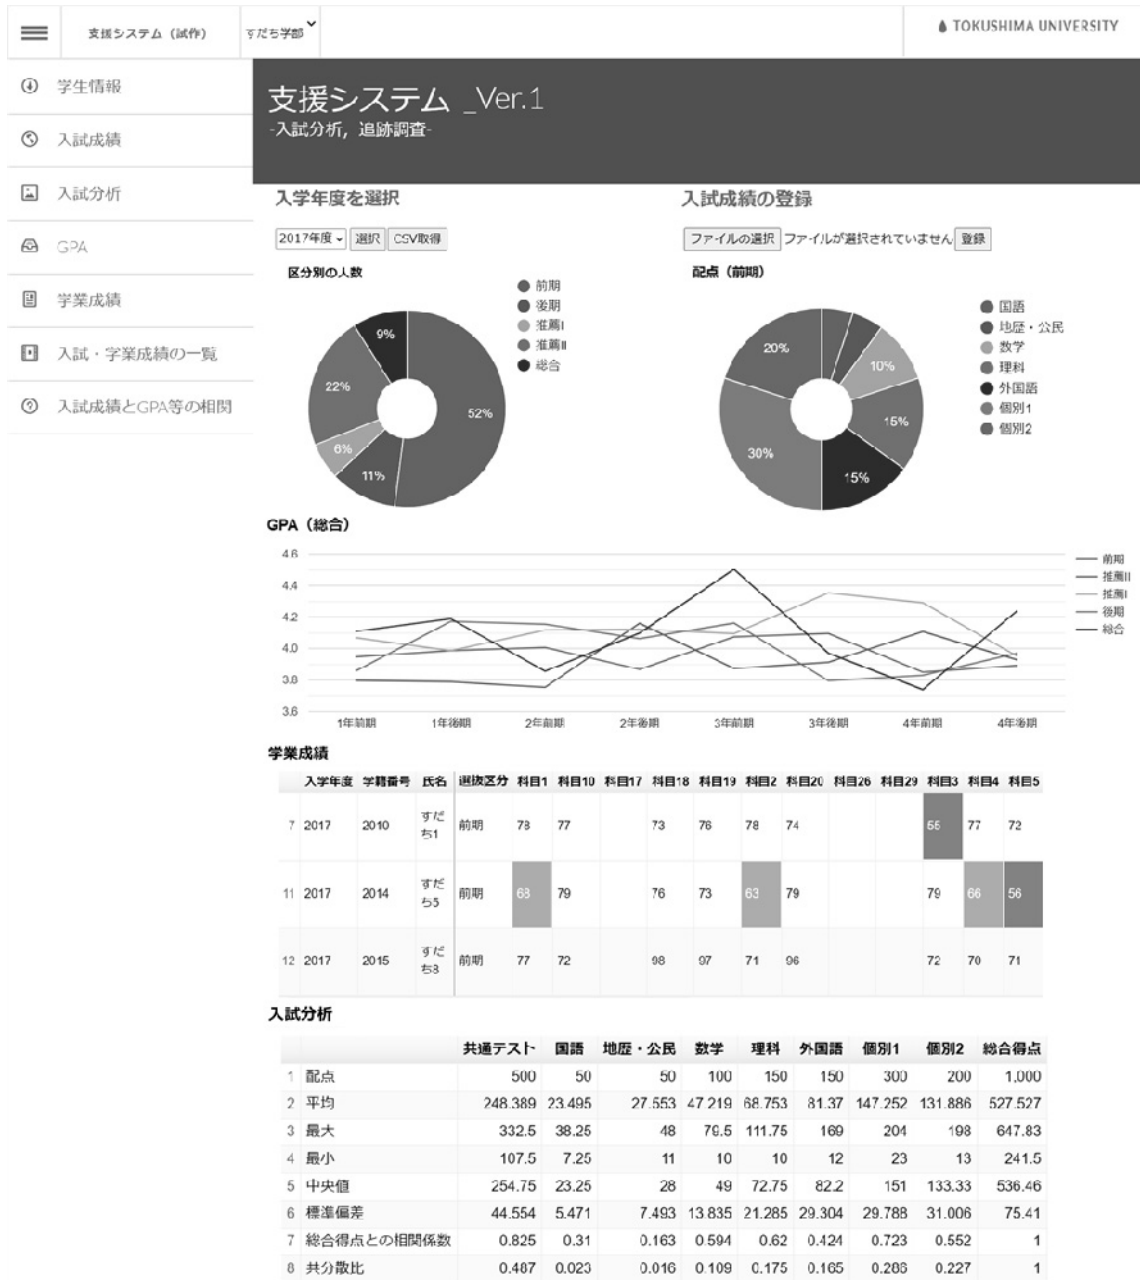 支援システム（試作） すだち学部 TOKUSHIMA UNIVERSITY
学生情報
入試成績
入試分析
GPA
学業成績
入試・学業成績の一覧
入試成績とGPA等の相関
支援システム _Ver.1
-入試分析，追跡調査-
入学年度を選択
2017年度 選択 CSV取得
入試成績の登録
ファイルの選択 ファイルが選択されていません 登録
区分別の人数
前期
後期
推薦I
推薦II
総合
9%
22%
52%
6%
11%
配点（前期）
国語
地歴・公民
数学
理科
外国語
個別1
個別2
20%
10%
15%
30%
15%
GPA（総合）
4.6
4.4
4.2
4.0
3.8
3.6
1年前期 1年後期 2年前期 2年後期 3年前期 3年後期 4年前期 4年後期
前期
推薦II
推薦I
後期
総合
学業成績
入学年度 学籍番号 氏名 選抜区分 科目1 科目10 科目17 科目18 科目19 科目2 科目20 科目26 科目29 科目3 科目4 科目5
7 2017 2010 すだち1 前期 78 77 73 76 78 74 55 77 72
11 2017 2014 すだち5 前期 68 79 76 73 63 79 79 66 56
12 2017 2015 すだち8 前期 77 72 98 97 71 96 72 70 71
入試分析
共通テスト 国語 地歴・公民 数学 理科 外国語 個別1 個別2 総合得点
1 配点 500 50 50 100 150 150 300 200 1,000
2 平均 248.389 23.495 27.553 47.219 68.753 81.37 147.252 131.886 527.527
3 最大 332.5 38.25 48 79.5 111.75 169 204 198 647.83
4 最小 107.5 7.25 11 10 10 12 23 13 241.5
5 中央値 254.75 23.25 28 49 72.75 82.2 151 133.33 536.46
6 標準偏差 44.554 5.471 7.493 13.835 21.285 29.304 29.788 31.006 75.41
7 総合得点との相関係数 0.825 0.31 0.163 0.594 0.62 0.424 0.723 0.552 1
8 共分散比 0.487 0.023 0.016 0.109 0.175 0.165 0.286 0.227 1